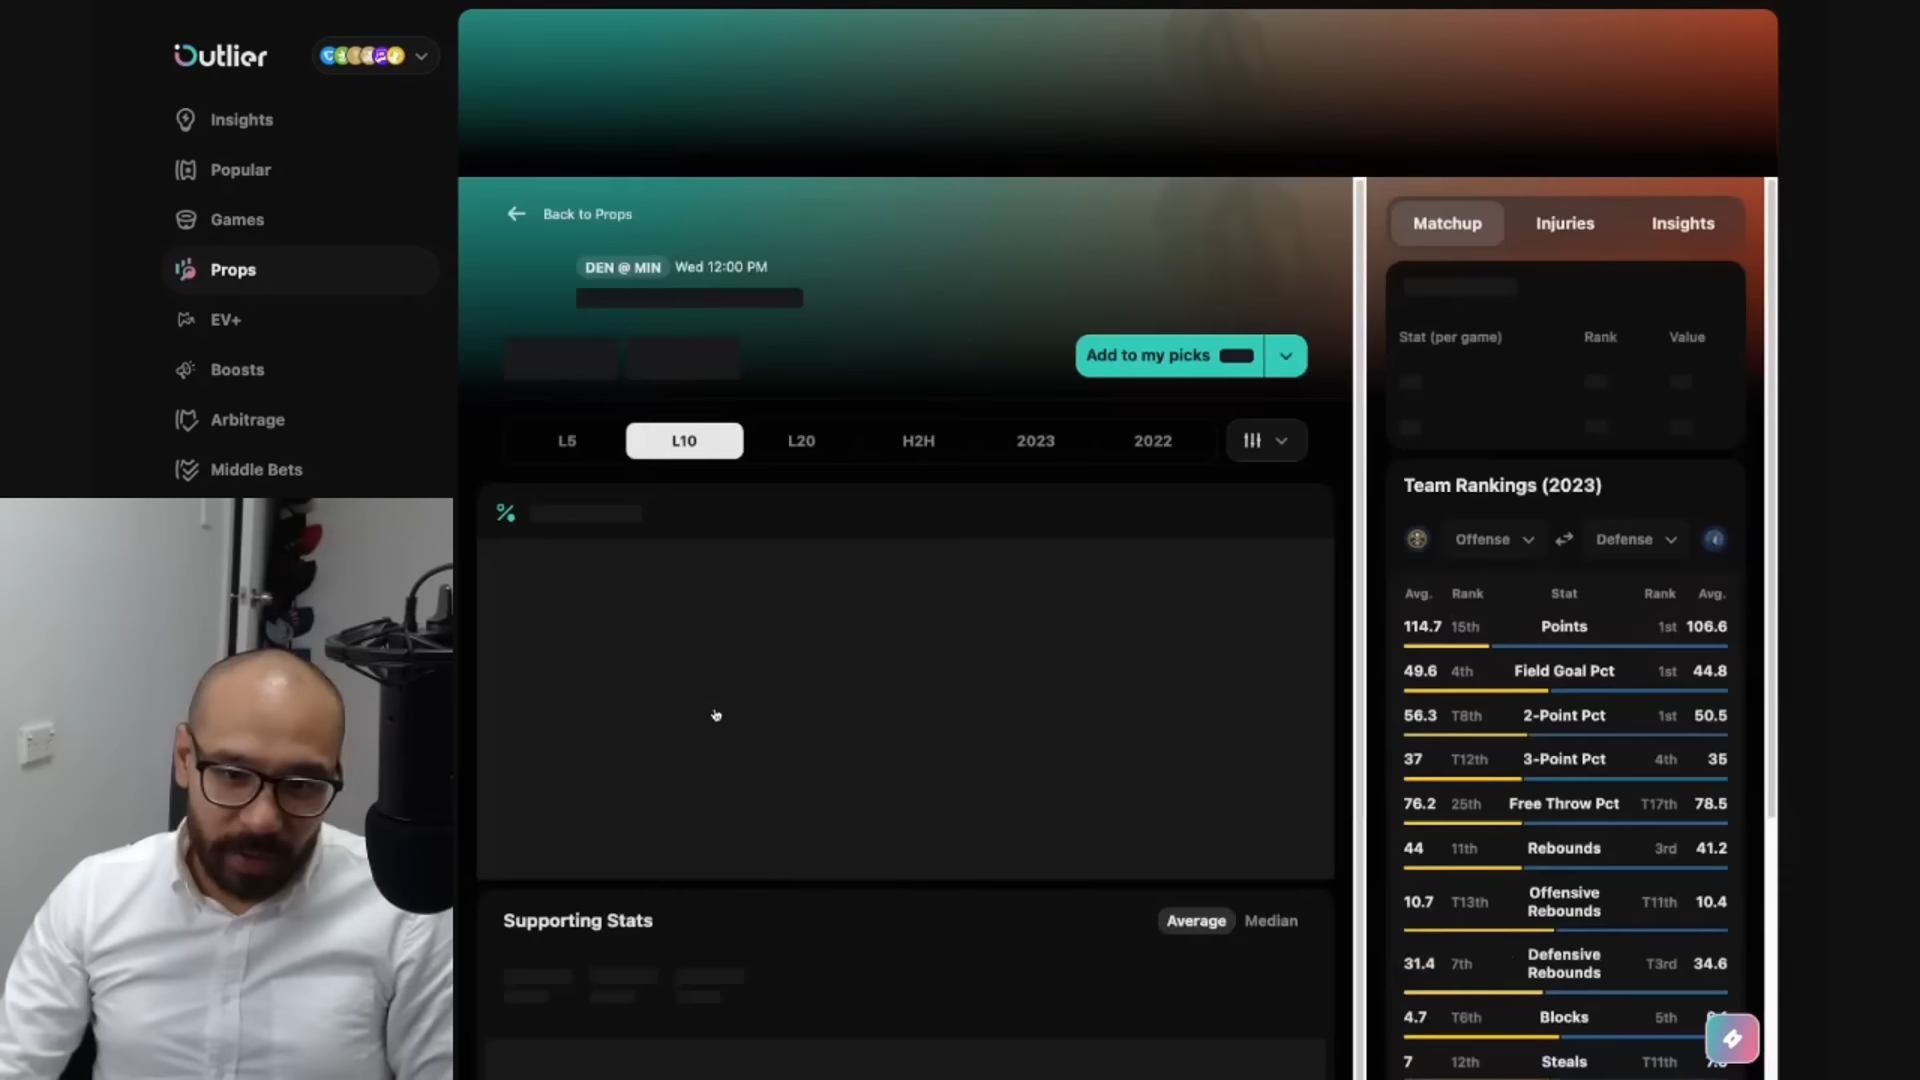 Outlier
Insights
Popular
Games
Props
EV+
Boosts
Arbitrage
Middle Bets
Back to Props
DEN @ MIN Wed 12:00 PM
Add to my picks
L5 L10 L20 H2H 2023 2022
%
Supporting Stats
Average Median
Matchup Injuries Insights
Stat (per game) Rank Value
Team Rankings (2023)
Offense Defense
Avg. Rank Stat Rank Avg.
114.7 15th Points 1st 106.6
49.6 4th Field Goal Pct 1st 44.8
56.3 T8th 2-Point Pct 1st 50.5
37 T12th 3-Point Pct 4th 35
76.2 25th Free Throw Pct T17th 78.5
44 11th Rebounds 3rd 41.2
10.7 T13th Offensive Rebounds T11th 10.4
31.4 7th Defensive Rebounds T3rd 34.6
4.7 T6th Blocks 5th
7 12th Steals T11th